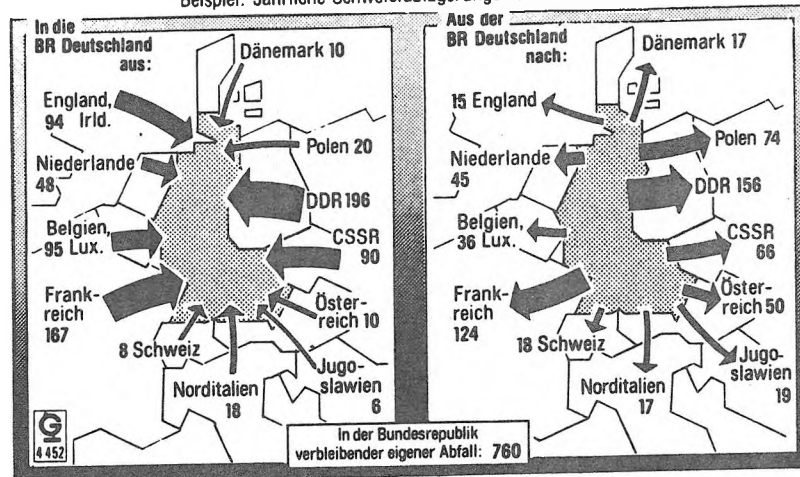 Beispiel: Jährliche Schwefelablagerung
In die
BR Deutschland
aus:
Dänemark 10
England,
94 Irld.
Polen 20
Niederlande
48
DDR 196
Belgien,
95 Lux.
CSSR
90
Frank-
reich
167
Öster-
reich 10
8 Schweiz
Jugo-
slawien
6
Norditalien
18
G
4 452
Aus der
BR Deutschland
nach:
Dänemark 17
15 England
Polen 74
Niederlande
45
DDR 156
Belgien,
36 Lux.
CSSR
66
Frank-
reich
124
Öster-
reich 50
18 Schweiz
Jugo-
slawien
19
Norditalien
17
In der Bundesrepublik
verbleibender eigener Abfall: 760